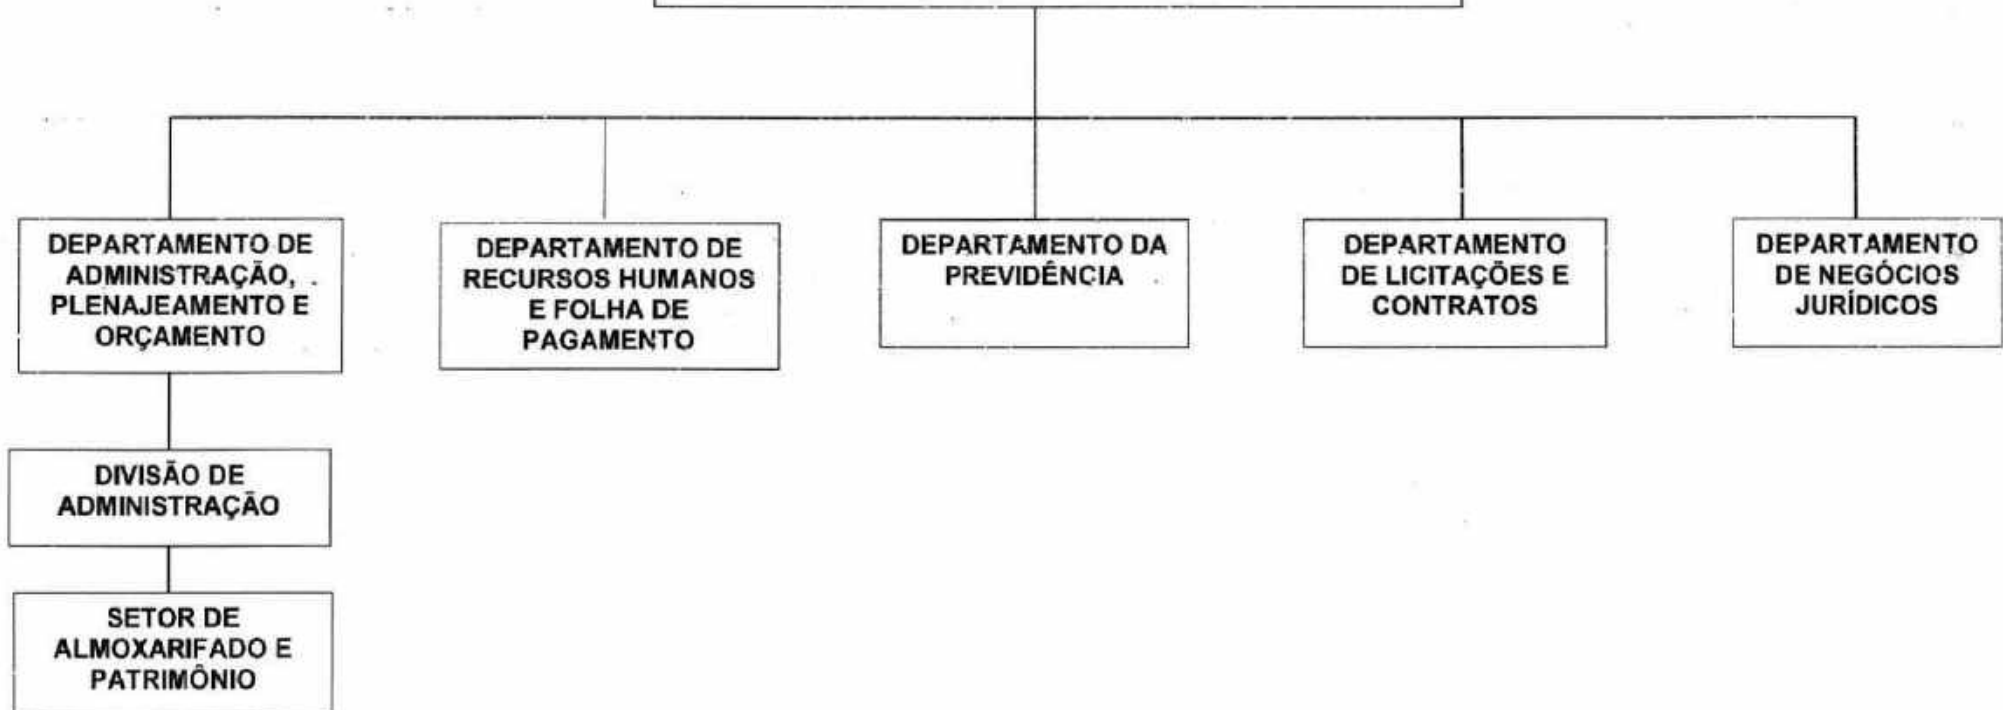 DEPARTAMENTO DE
ADMINISTRAÇÃO,
PLENAJEAMENTO E
ORÇAMENTO
DEPARTAMENTO DE
RECURSOS HUMANOS
E FOLHA DE
PAGAMENTO
DEPARTAMENTO DA
PREVIDÊNCIA
DEPARTAMENTO
DE LICITAÇÕES E
CONTRATOS
DEPARTAMENTO
DE NEGÓCIOS
JURÍDICOS
DIVISÃO DE
ADMINISTRAÇÃO
SETOR DE
ALMOXARIFADO E
PATRIMÔNIO